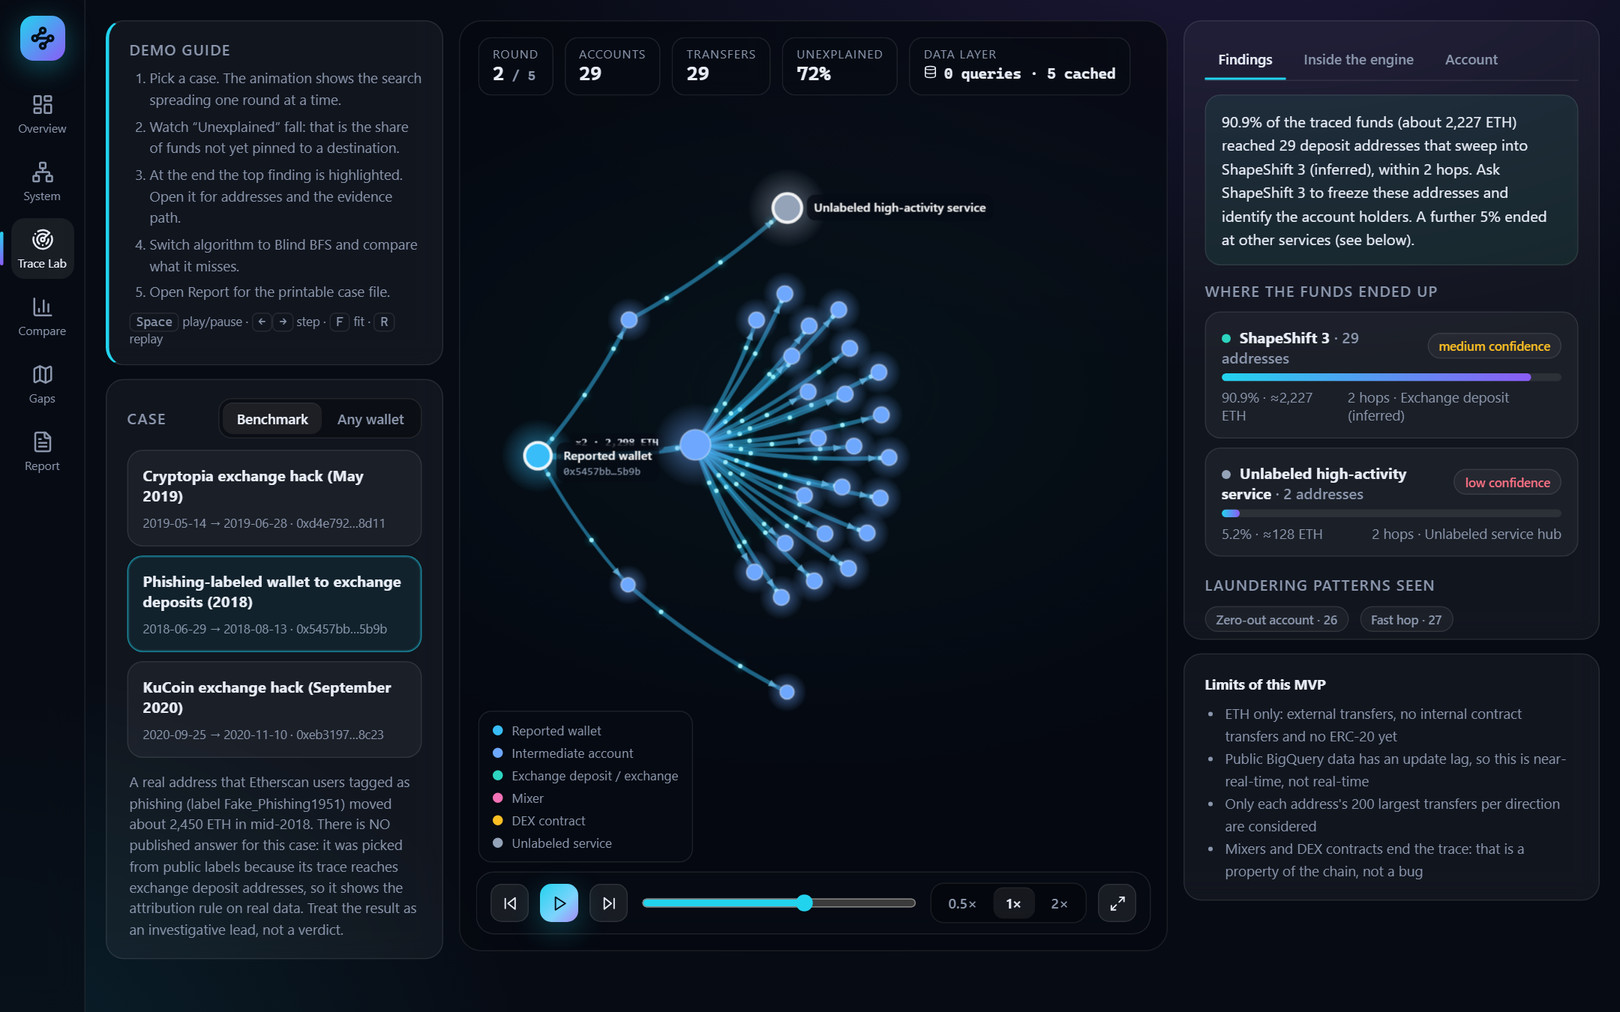 Overview
System
Trace Lab
Compare
Gaps
Report
DEMO GUIDE
1. Pick a case. The animation shows the search
spreading one round at a time.
2. Watch "Unexplained" fall: that is the share
of funds not yet pinned to a destination.
3. At the end the top finding is highlighted.
Open it for addresses and the evidence
path.
4. Switch algorithm to Blind BFS and compare
what it misses.
5. Open Report for the printable case file.
Space play/pause · ← → step · F fit · R
replay
CASE
Benchmark
Any wallet
Cryptopia exchange hack (May
2019)
2019-05-14 → 2019-06-28 · 0xd4e792...8d11
Phishing-labeled wallet to exchange
deposits (2018)
2018-06-29 → 2018-08-13 · 0x5457bb...5b9b
KuCoin exchange hack (September
2020)
2020-09-25 → 2020-11-10 · 0xeb3197...8c23
A real address that Etherscan users tagged as
phishing (label Fake_Phishing1951) moved
about 2,450 ETH in mid-2018. There is NO
published answer for this case: it was picked
from public labels because its trace reaches
exchange deposit addresses, so it shows the
attribution rule on real data. Treat the result as
an investigative lead, not a verdict.
ROUND
2 / 5
ACCOUNTS
29
TRANSFERS
29
UNEXPLAINED
72%
DATA LAYER
0 queries · 5 cached
Unlabeled high-activity service
×2 · 2,298 ETH
Reported wallet
0x5457bb…5b9b
Reported wallet
Intermediate account
Exchange deposit / exchange
Mixer
DEX contract
Unlabeled service
0.5×
1×
2×
Findings
Inside the engine
Account
90.9% of the traced funds (about 2,227 ETH)
reached 29 deposit addresses that sweep into
ShapeShift 3 (inferred), within 2 hops. Ask
ShapeShift 3 to freeze these addresses and
identify the account holders. A further 5% ended
at other services (see below).
WHERE THE FUNDS ENDED UP
ShapeShift 3 · 29
addresses
medium confidence
90.9% · ≈2,227
ETH
2 hops · Exchange deposit
(inferred)
Unlabeled high-activity
service · 2 addresses
low confidence
5.2% · ≈128 ETH
2 hops · Unlabeled service hub
LAUNDERING PATTERNS SEEN
Zero-out account · 26
Fast hop · 27
Limits of this MVP
• ETH only: external transfers, no internal contract
transfers and no ERC-20 yet
• Public BigQuery data has an update lag, so this is near-
real-time, not real-time
• Only each address's 200 largest transfers per direction
are considered
• Mixers and DEX contracts end the trace: that is a
property of the chain, not a bug